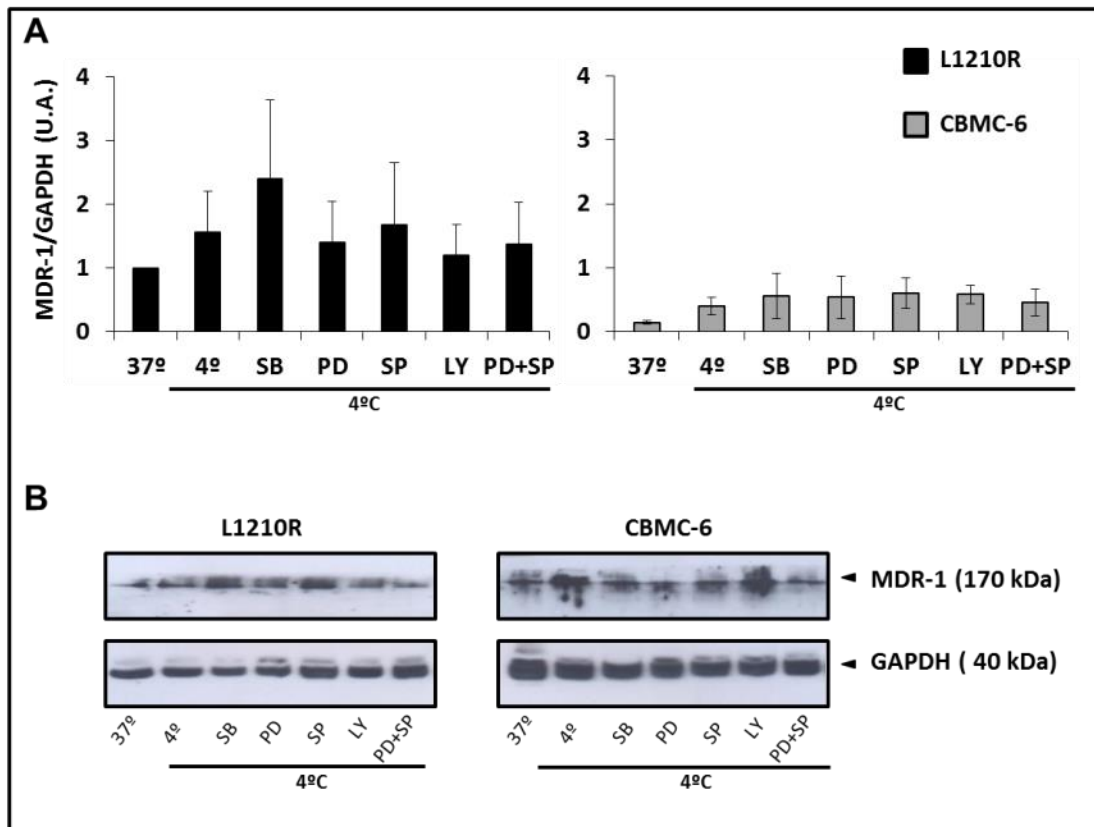 A
MDR-1/GAPDH (U.A.)
4
3
2
1
0
37º 4º SB PD SP LY PD+SP
4ºC
4
3
2
1
0
37º 4º SB PD SP LY PD+SP
4ºC
L1210R
CBMC-6
B
L1210R
CBMC-6
MDR-1 (170 kDa)
GAPDH ( 40 kDa)
37º 4º SB PD SP LY PD+SP
4ºC
37º 4º SB PD SP LY PD+SP
4ºC